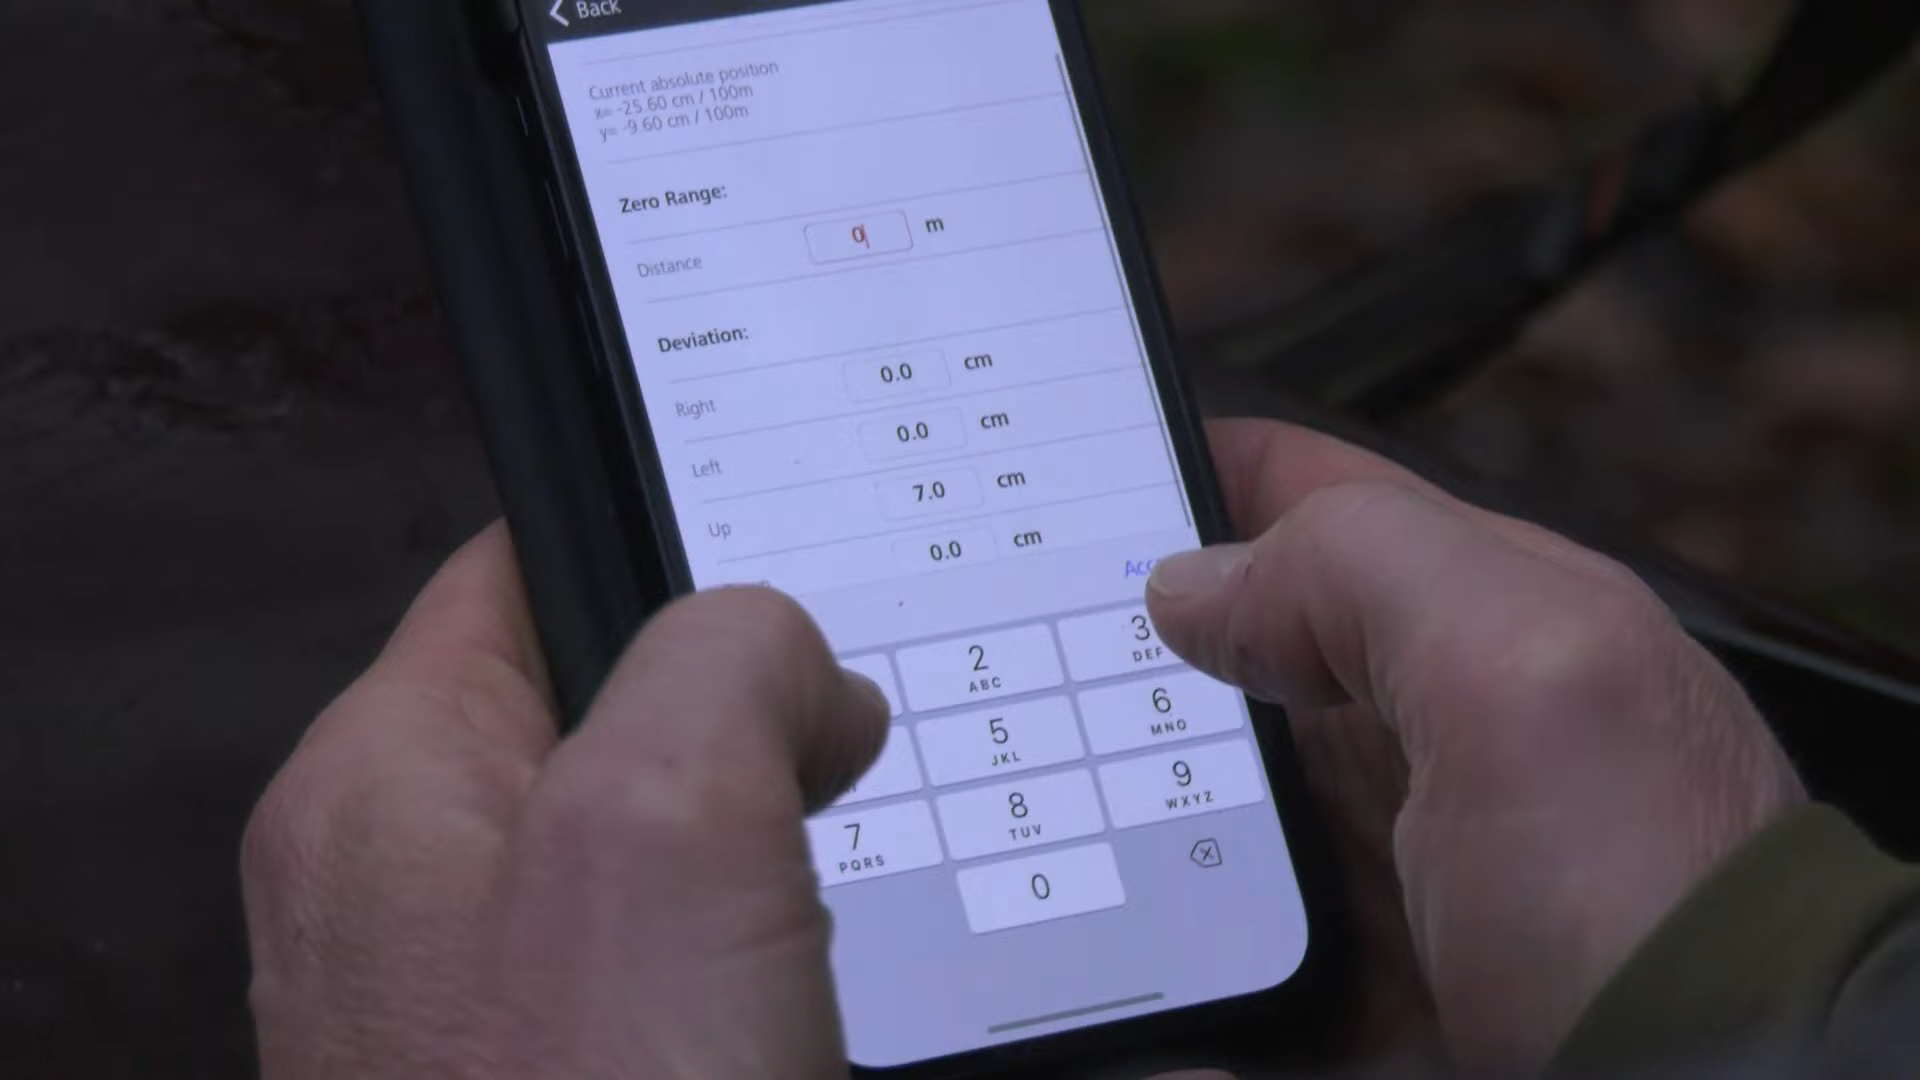 Back
Current absolute position
x= -25.60 cm / 100m
y= -9.60 cm / 100m
Zero Range:
Distance 0 m
Deviation:
Right 0.0 cm
Left 0.0 cm
Up 7.0 cm
0.0 cm
2 ABC
3 DEF
5 JKL
6 MNO
7 PQRS
8 TUV
9 WXYZ
0